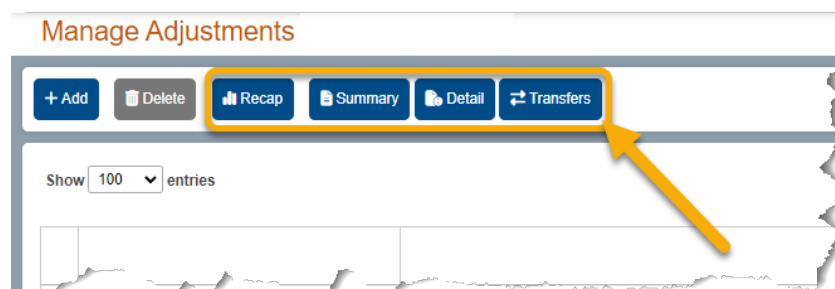 Manage Adjustments
+ Add Delete Recap Summary Detail Transfers
Show 100 entries